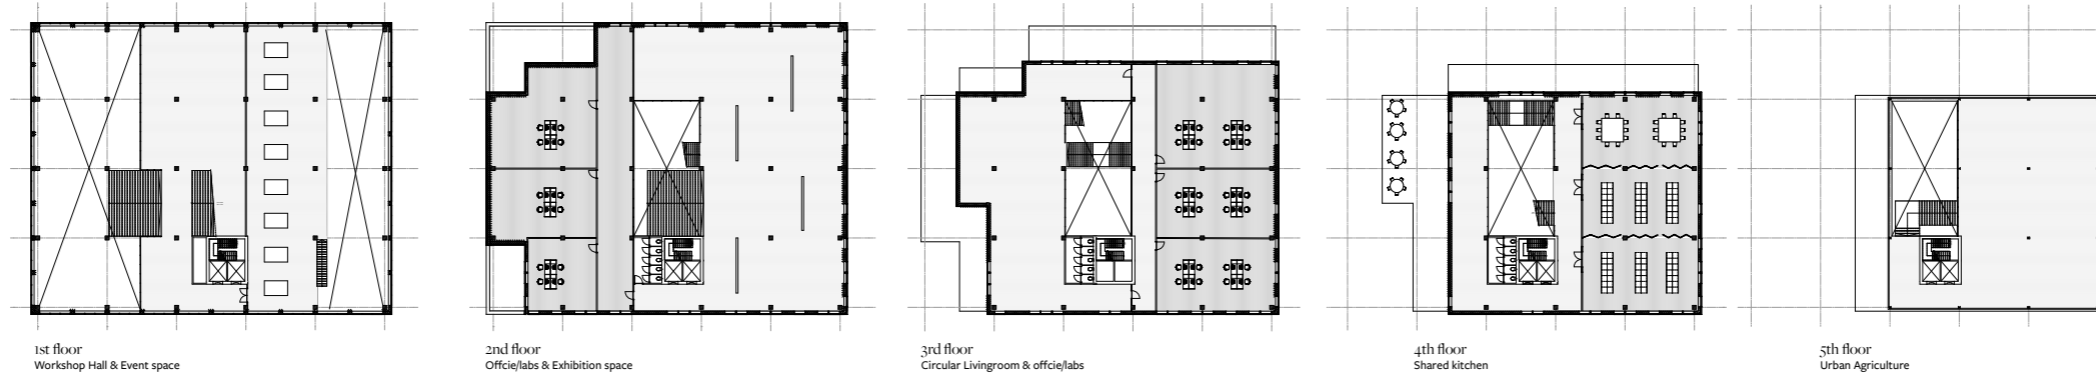 1st floor
Workshop Hall & Event space
2nd floor
Offcie/labs & Exhibition space
3rd floor
Circular Livingroom & offcie/labs
4th floor
Shared kitchen
5th floor
Urban Agriculture